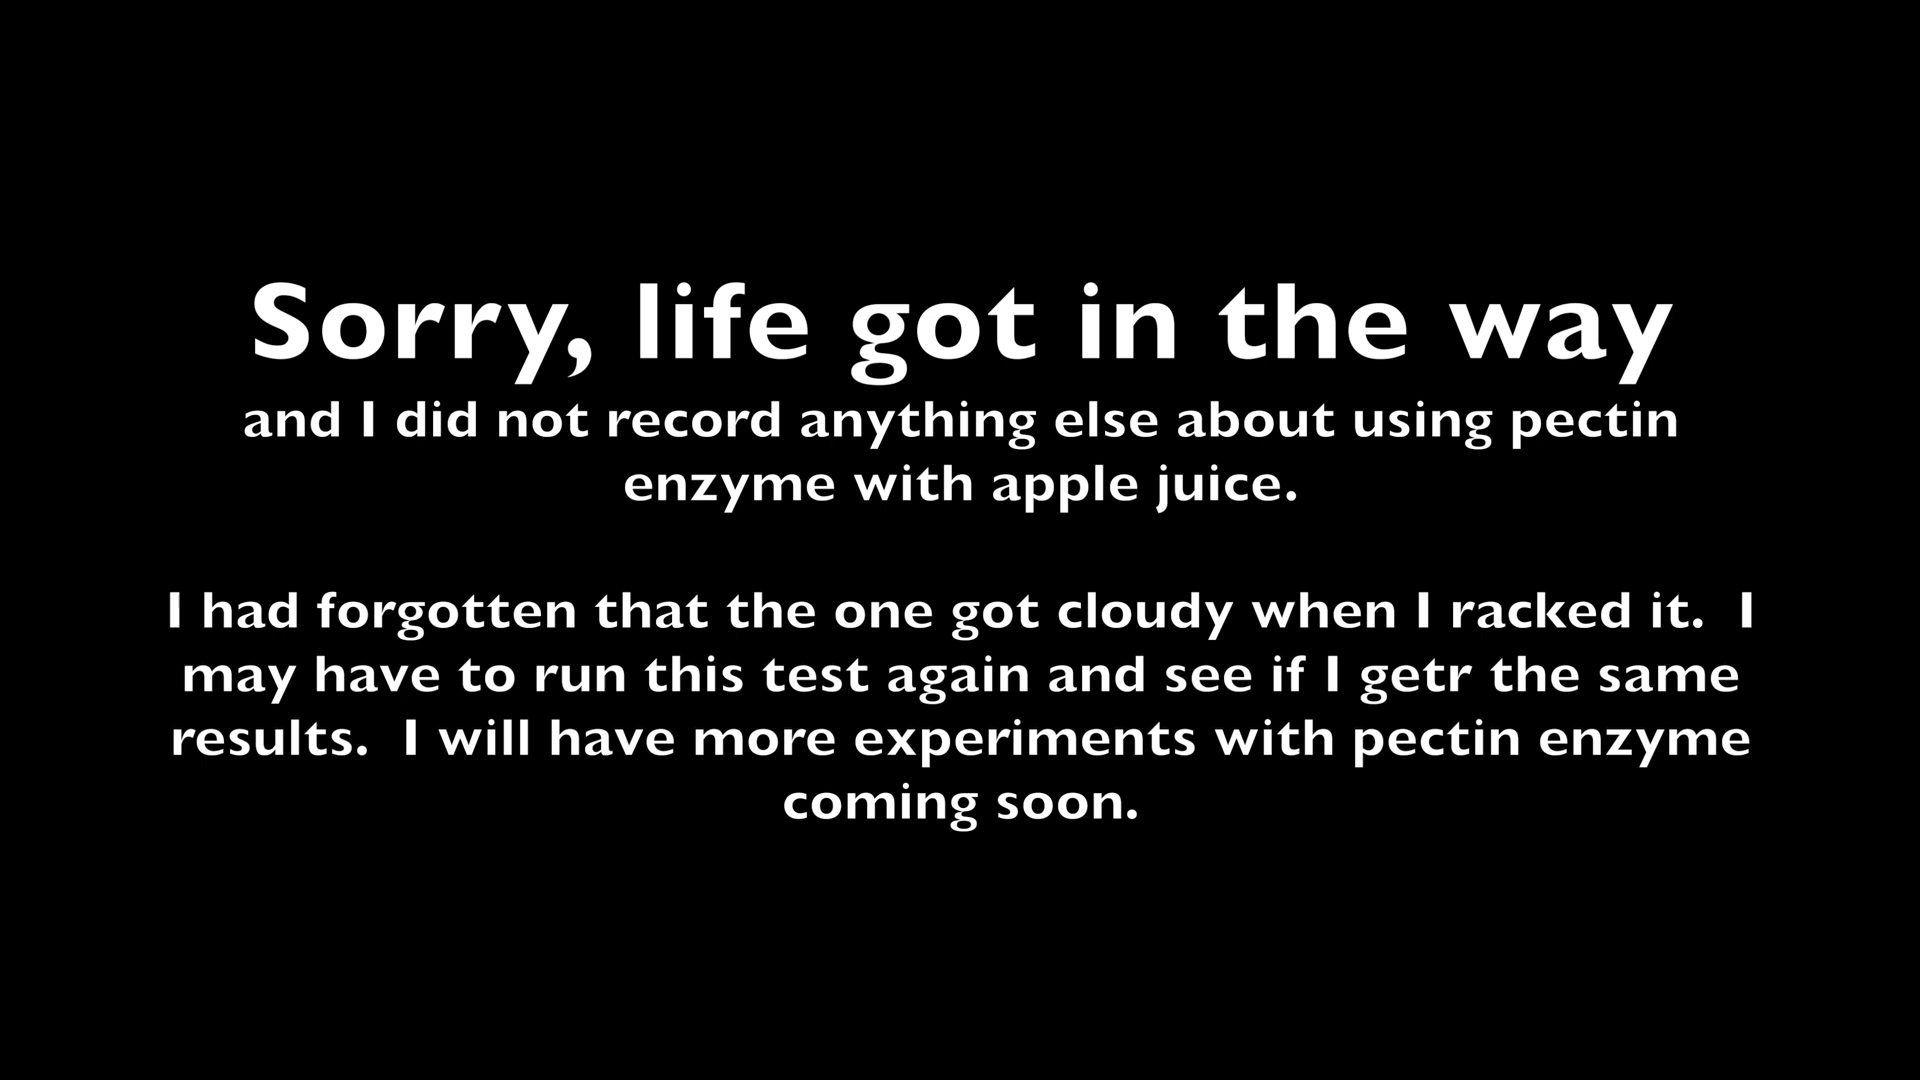 Sorry, life got in the way
and I did not record anything else about using pectin
enzyme with apple juice.
I had forgotten that the one got cloudy when I racked it.  I
may have to run this test again and see if I getr the same
results.  I will have more experiments with pectin enzyme
coming soon.